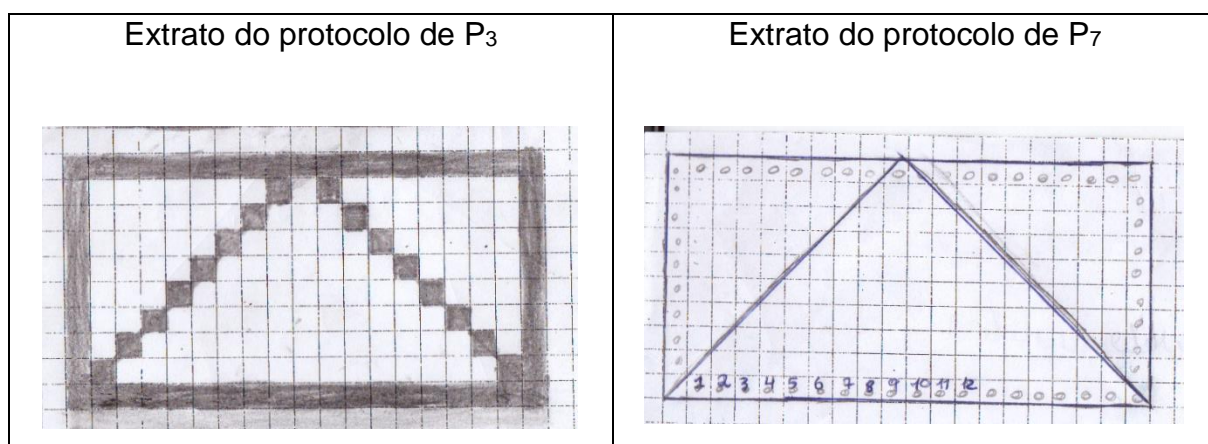 Extrato do protocolo de P3
Extrato do protocolo de P7
1 2 3 4 5 6 7 8 9 10 11 12